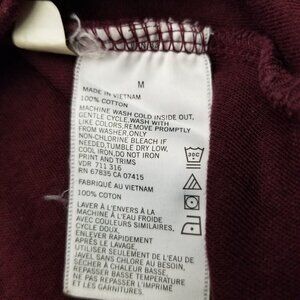 M
MADE IN VIETNAM
100% COTTON
MACHINE WASH COLD INSIDE OUT,
GENTLE CYCLE,WASH WITH
LIKE COLORS,REMOVE PROMPTLY
FROM WASHER,ONLY
NON-CHLORINE BLEACH IF
NEEDED,TUMBLE DRY LOW,
COOL IRON,DO NOT IRON
PRINT AND TRIMS
VDR 711 316
RN 67835 CA 07415
FABRIQUÉ AU VIETNAM
100% COTON
LAVER À L'ENVERS À LA
MACHINE À L'EAU FROIDE
AVEC COULEURS SIMILAIRES,
CYCLE DOUX.
ENLEVER RAPIDEMENT
APRÈS LE LAVAGE.
UTILISER DE L'EAU DE
JAVEL SANS CHLORE AU BESOIN.
SÉCHER À CHALEUR BASSE
REPASSER BASSE TEMPÉRATURE
NE PAS REPASSER L'IMPRIMÉ
ET LES GARNITURES.
30C